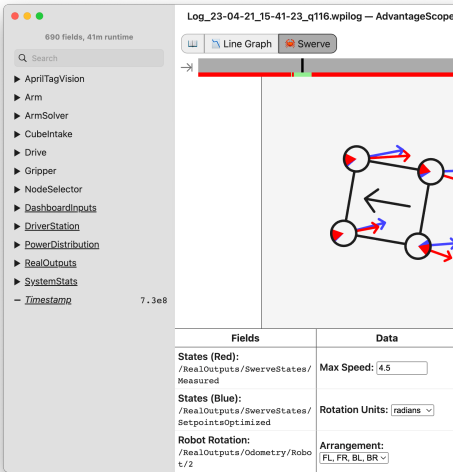 Log_23-04-21_15-41-23_q116.wpilog — AdvantageScope
690 fields, 41m runtime
Search
Line Graph
Swerve
AprilTagVision
Arm
ArmSolver
CubeIntake
Drive
Gripper
NodeSelector
DashboardInputs
DriverStation
PowerDistribution
RealOutputs
SystemStats
Timestamp 7.3e8
Fields Data
States (Red):
/RealOutputs/SwerveStates/
Measured
Max Speed: 4.5
States (Blue):
/RealOutputs/SwerveStates/
SetpointsOptimized
Rotation Units: radians
Robot Rotation:
/RealOutputs/Odometry/Robo
t/2
Arrangement:
FL, FR, BL, BR